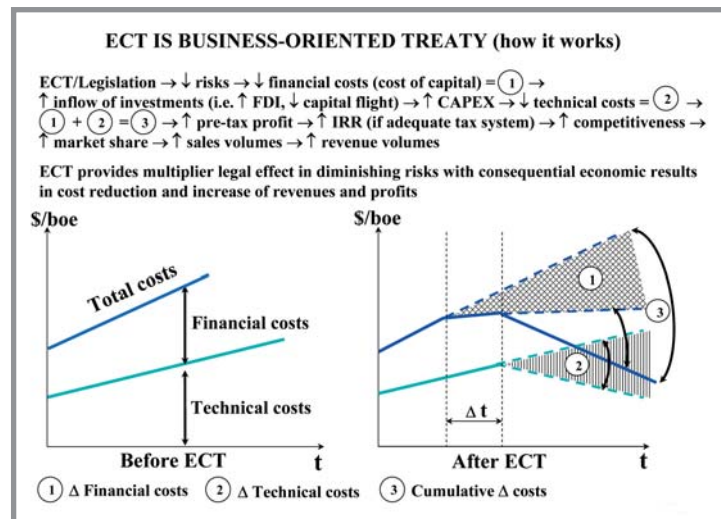 ECT IS BUSINESS-ORIENTED TREATY (how it works)
ECT/Legislation → ↓ risks → ↓ financial costs (cost of capital) = ① →
↑ inflow of investments (i.e. ↑ FDI, ↓ capital flight) → ↑ CAPEX → ↓ technical costs = ② →
① + ② = ③ → ↑ pre-tax profit → ↑ IRR (if adequate tax system) → ↑ competitiveness →
↑ market share → ↑ sales volumes → ↑ revenue volumes
ECT provides multiplier legal effect in diminishing risks with consequential economic results
in cost reduction and increase of revenues and profits
$/boe
Total costs
Financial costs
Technical costs
Before ECT
t
$/boe
①
③
②
Δ t
After ECT
t
① Δ Financial costs ② Δ Technical costs ③ Cumulative Δ costs